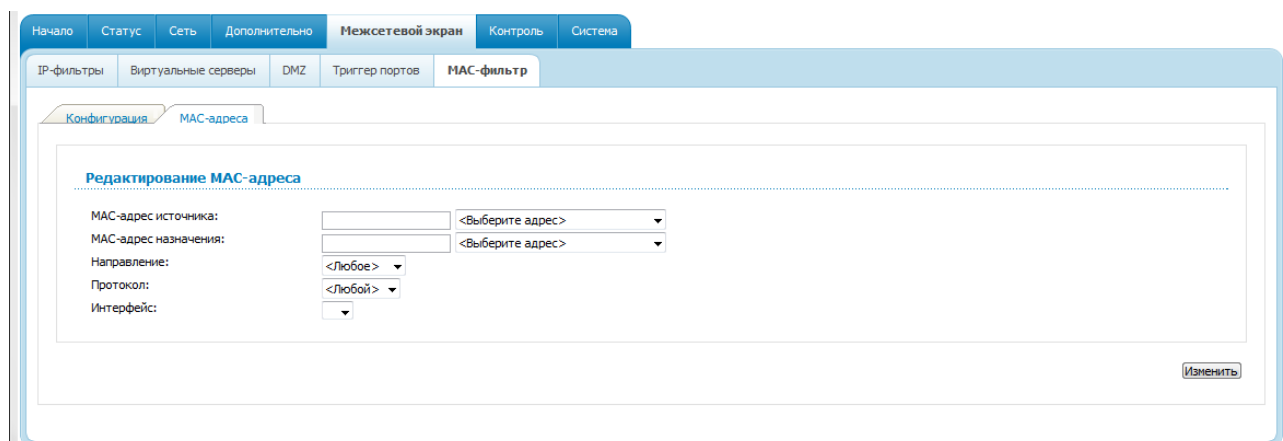 Начало Статус Сеть Дополнительно Межсетевой экран Контроль Система
IP-фильтры Виртуальные серверы DMZ Триггер портов MAC-фильтр
Конфигурация MAC-адреса
Редактирование MAC-адреса
MAC-адрес источника: <Выберите адрес>
MAC-адрес назначения: <Выберите адрес>
Направление: <Любое>
Протокол: <Любой>
Интерфейс:
Изменить